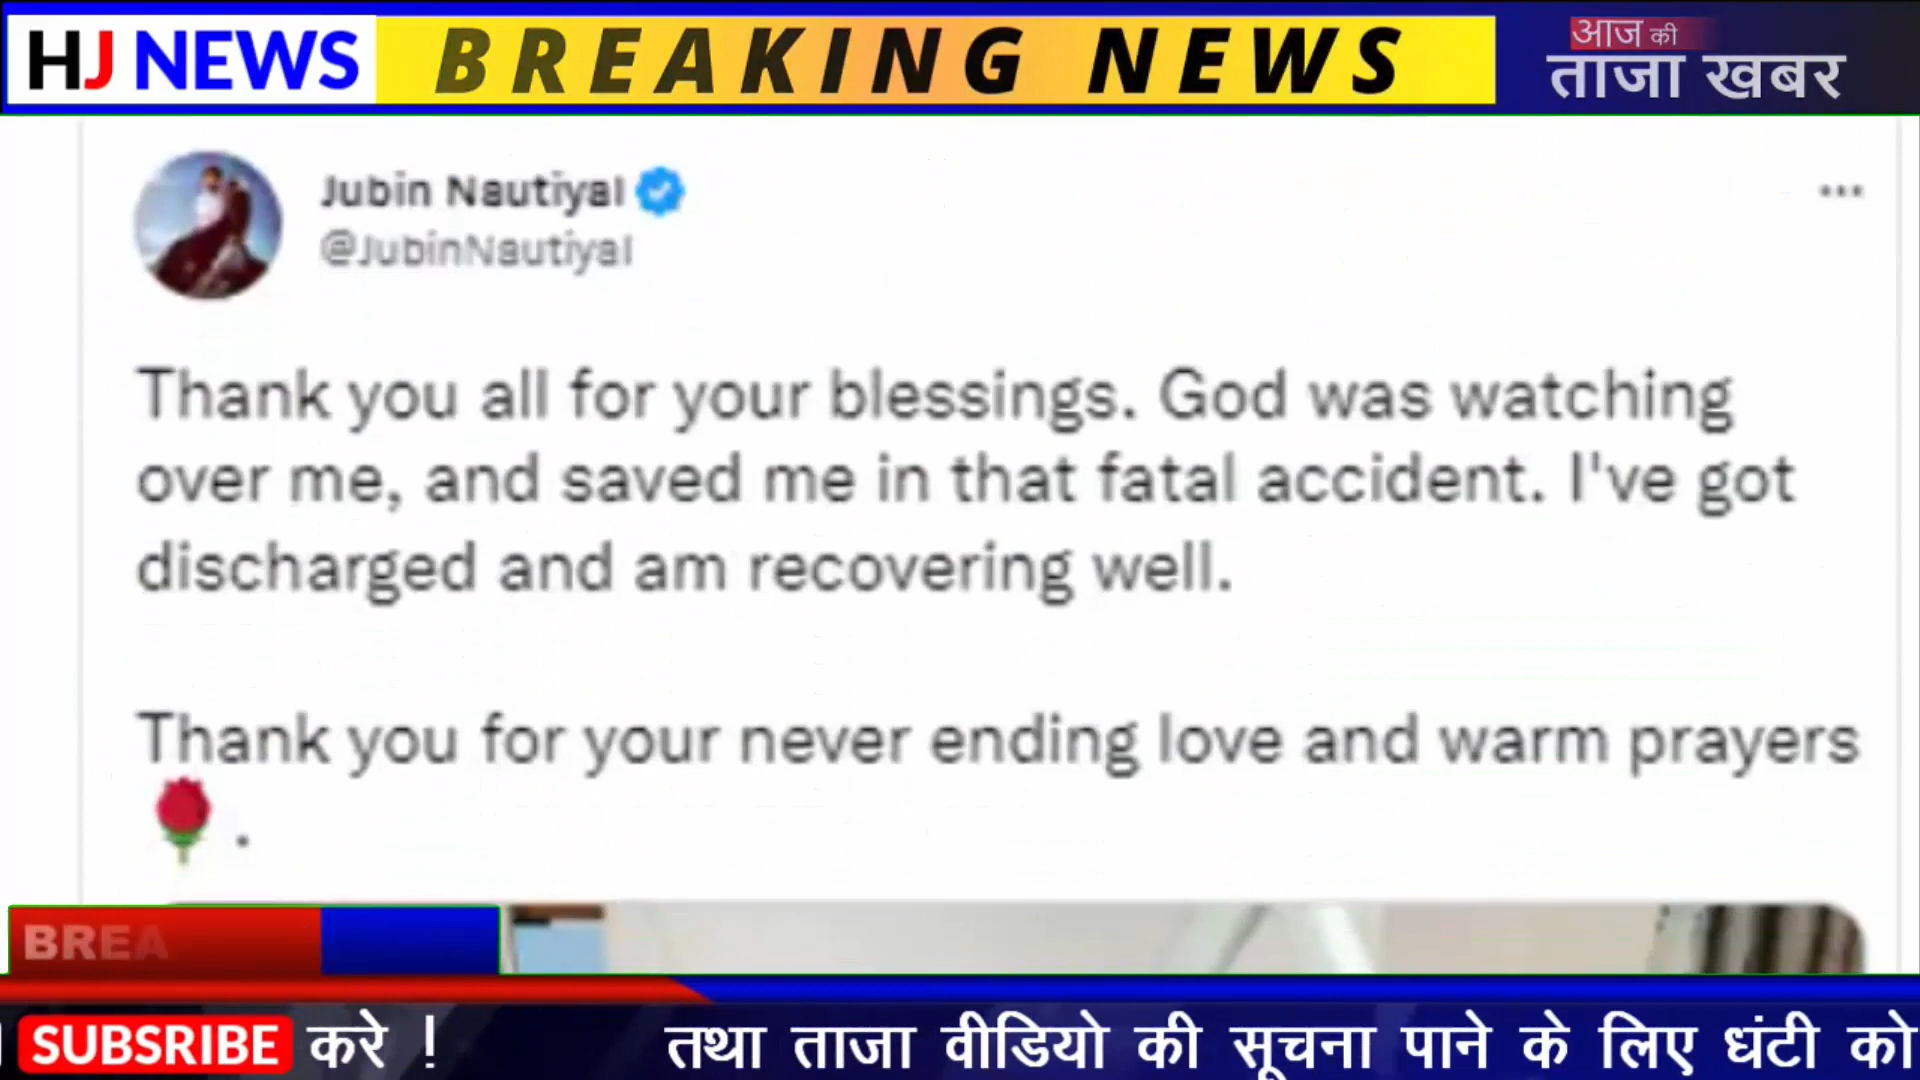 HJ NEWS
BREAKING NEWS
आज की
ताजा खबर
Jubin Nautiyal
@JubinNautiyal
Thank you all for your blessings. God was watching
over me, and saved me in that fatal accident. I've got
discharged and am recovering well.
Thank you for your never ending love and warm prayers
🌹 .
BREA
SUBSRIBE करे ! तथा ताजा वीडियो की सूचना पाने के लिए धंटी को